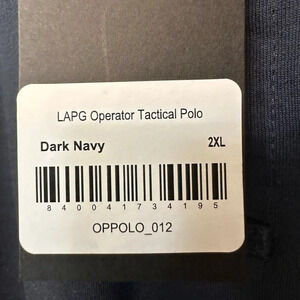 LAPG Operator Tactical Polo
Dark Navy 2XL
840041734195
OPPOLO_012